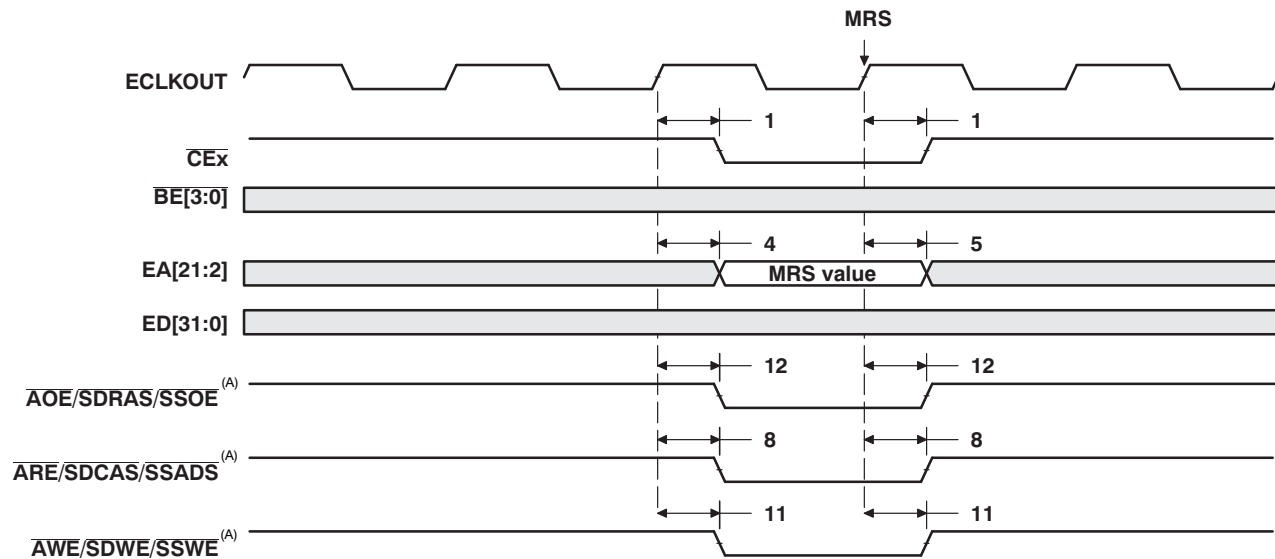 MRS
ECLKOUT
1 1
CEx
BE[3:0]
4 5
EA[21:2] MRS value
ED[31:0]
12 12
AOE/SDRAS/SSOE(A)
8 8
ARE/SDCAS/SSADS(A)
11 11
AWE/SDWE/SSWE(A)